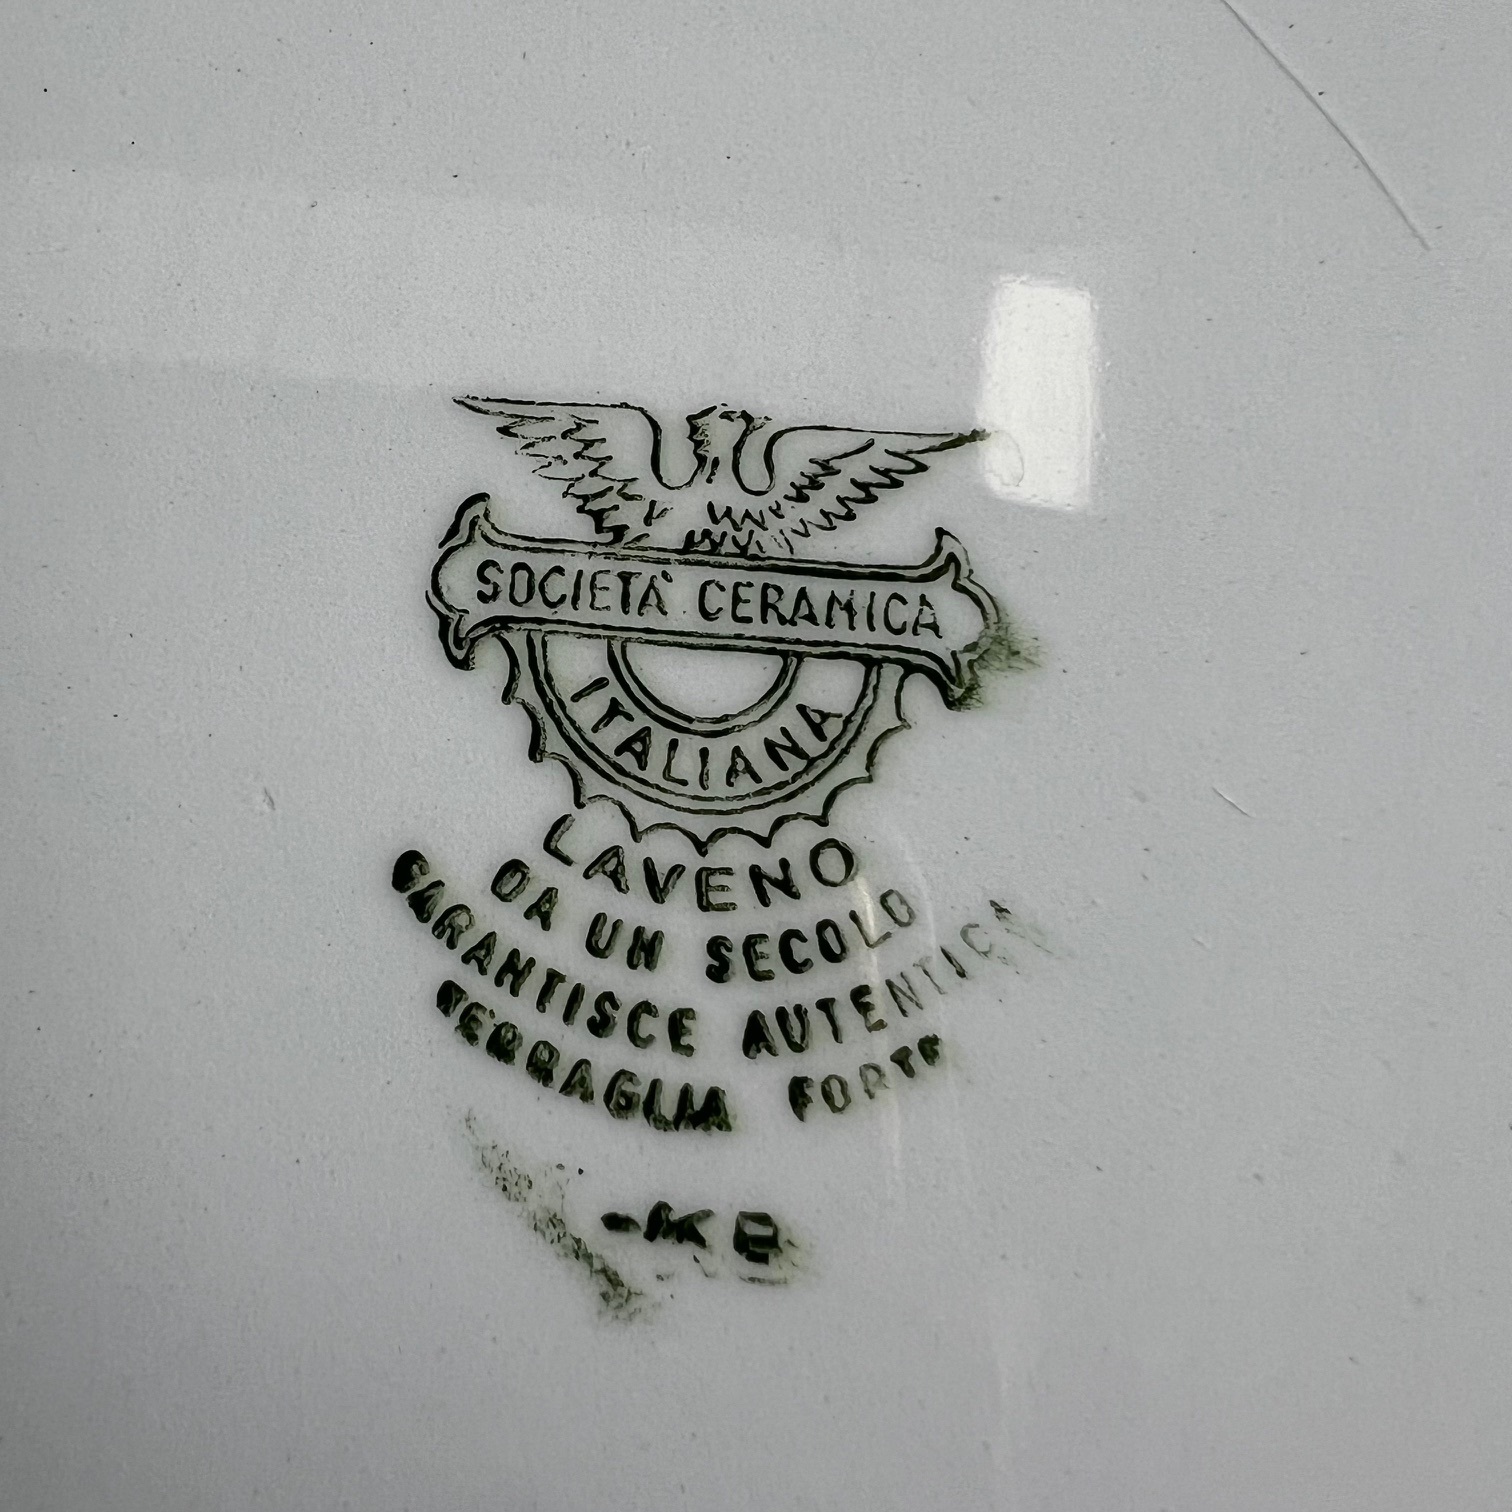 SOCIETÀ CERAMICA
ITALIANA
LAVENO
DA UN SECOLO
GARANTISCE AUTENTICA
TERRAGLIA FORTE